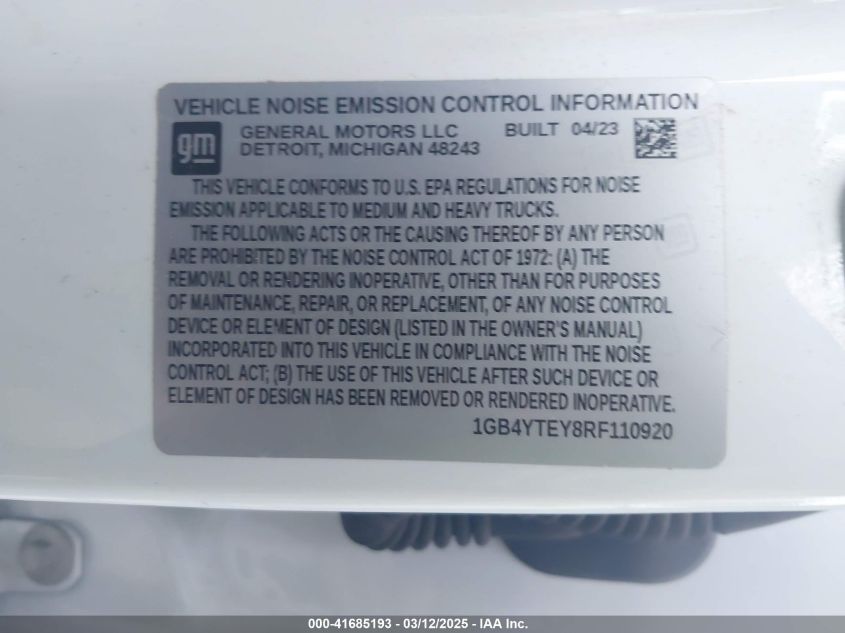 VEHICLE NOISE EMISSION CONTROL INFORMATION
gm
GENERAL MOTORS LLC BUILT 04/23
DETROIT, MICHIGAN 48243
THIS VEHICLE CONFORMS TO U.S. EPA REGULATIONS FOR NOISE
EMISSION APPLICABLE TO MEDIUM AND HEAVY TRUCKS.
THE FOLLOWING ACTS OR THE CAUSING THEREOF BY ANY PERSON
ARE PROHIBITED BY THE NOISE CONTROL ACT OF 1972: (A) THE
REMOVAL OR RENDERING INOPERATIVE, OTHER THAN FOR PURPOSES
OF MAINTENANCE, REPAIR, OR REPLACEMENT, OF ANY NOISE CONTROL
DEVICE OR ELEMENT OF DESIGN (LISTED IN THE OWNER'S MANUAL)
INCORPORATED INTO THIS VEHICLE IN COMPLIANCE WITH THE NOISE
CONTROL ACT; (B) THE USE OF THIS VEHICLE AFTER SUCH DEVICE OR
ELEMENT OF DESIGN HAS BEEN REMOVED OR RENDERED INOPERATIVE.
1GB4YTEY8RF110920
000-41685193 - 03/12/2025 - IAA Inc.